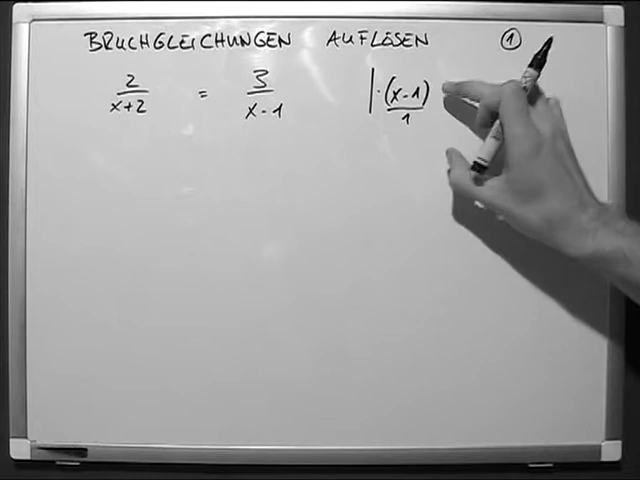 BRUCHGLEICHUNGEN AUFLÖSEN ①
2/(x+2) = 3/(x-1) | · (x-1)/1